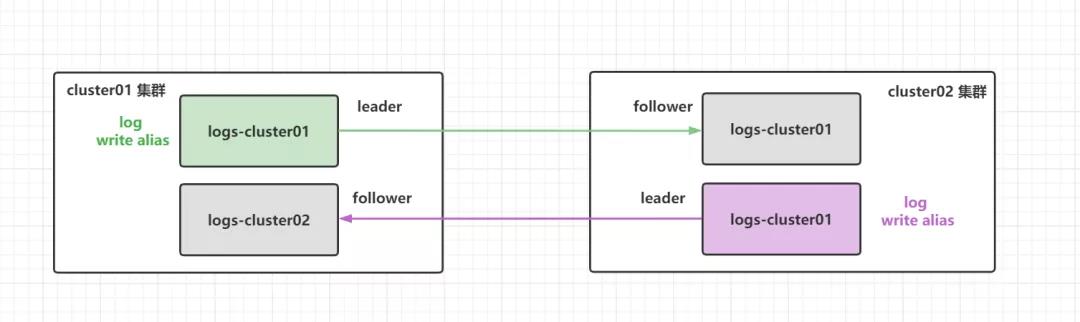 cluster01 集群
log
write alias
logs-cluster01
leader
logs-cluster02
follower
cluster02 集群
follower
logs-cluster01
leader
logs-cluster01
log
write alias